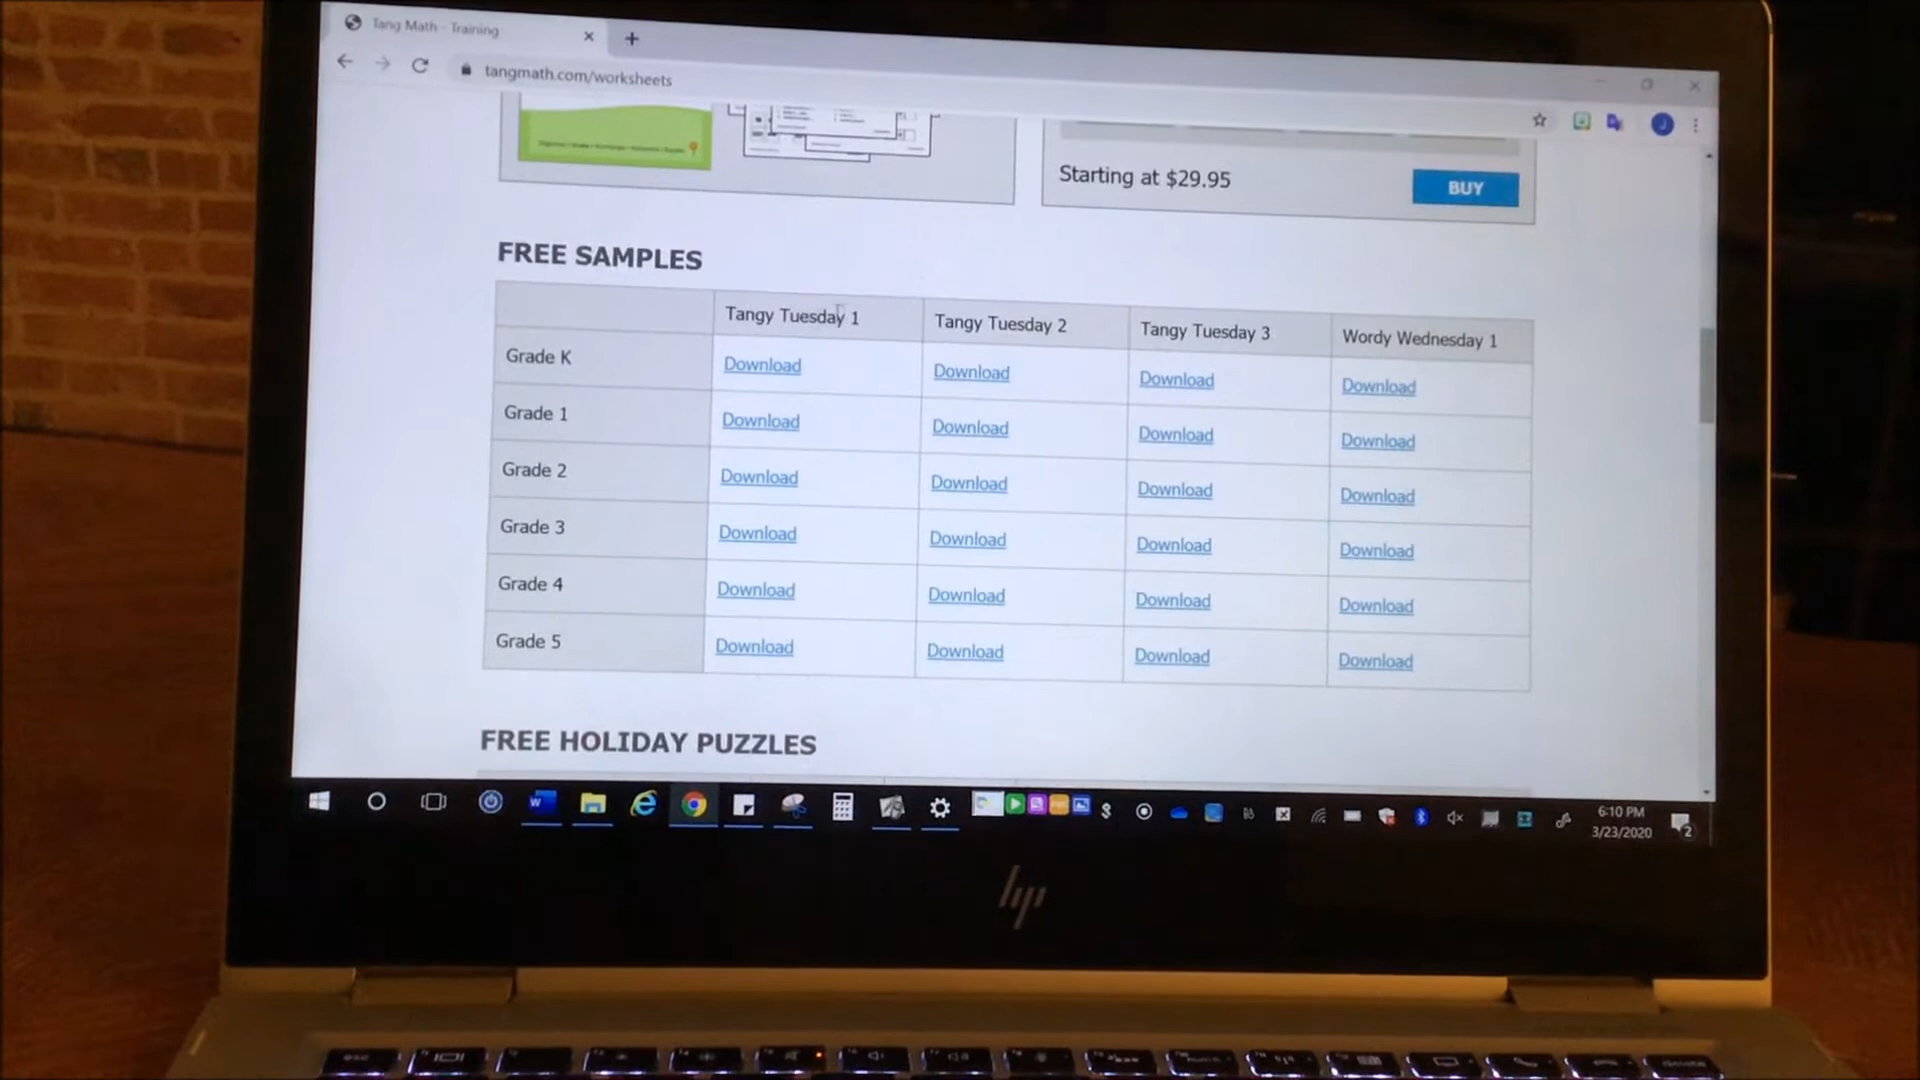 Tang Math - Training
tangmath.com/worksheets
Starting at $29.95
BUY
FREE SAMPLES
Tangy Tuesday 1 Tangy Tuesday 2 Tangy Tuesday 3 Wordy Wednesday 1
Grade K Download Download Download Download
Grade 1 Download Download Download Download
Grade 2 Download Download Download Download
Grade 3 Download Download Download Download
Grade 4 Download Download Download Download
Grade 5 Download Download Download Download
FREE HOLIDAY PUZZLES
6:10 PM
3/23/2020
2
hp